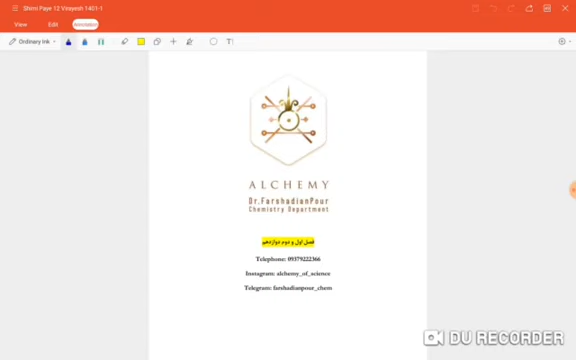 Shimi Paye 12 Virayesh 1401-1
View
Edit
Annotation
Ordinary Ink
ALCHEMY
Dr.FarshadianPour
Chemistry Department
فصل اول و دوم دوازدهم
Telephone: 09379222366
Instagram: alchemy_of_science
Telegram: farshadianpour_chem
DU RECORDER